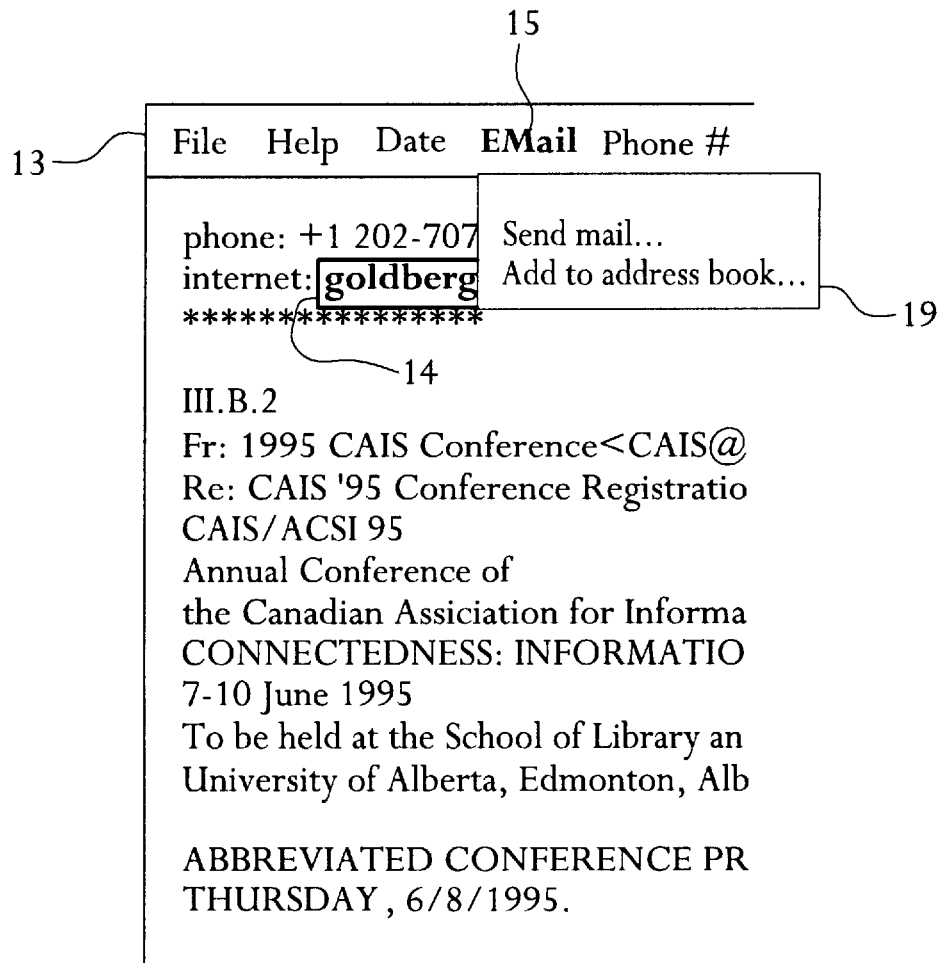 15
13
File Help Date EMail Phone #
phone: +1 202-707
Send mail...
internet: goldberg
Add to address book...
****************
19
14
III.B.2
Fr: 1995 CAIS Conference<CAIS@
Re: CAIS '95 Conference Registratio
CAIS/ACSI 95
Annual Conference of
the Canadian Assiciation for Informa
CONNECTEDNESS: INFORMATIO
7-10 June 1995
To be held at the School of Library an
University of Alberta, Edmonton, Alb
ABBREVIATED CONFERENCE PR
THURSDAY , 6/8/1995.